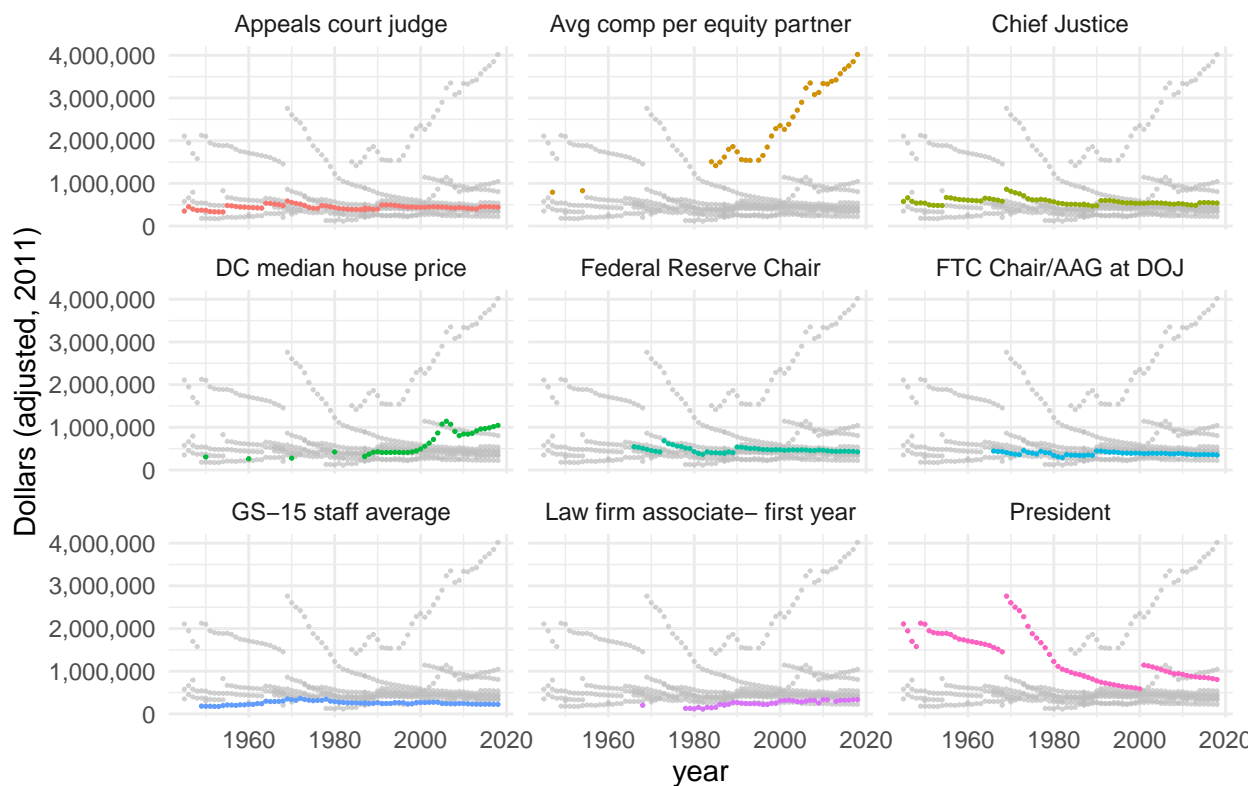 Appeals court judge
Avg comp per equity partner
Chief Justice
4,000,000
3,000,000
2,000,000
1,000,000
0
DC median house price
Federal Reserve Chair
FTC Chair/AAG at DOJ
4,000,000
3,000,000
2,000,000
1,000,000
0
GS−15 staff average
Law firm associate− first year
President
4,000,000
3,000,000
2,000,000
1,000,000
0
1960 1980 2000 2020
1960 1980 2000 2020
1960 1980 2000 2020
year
Dollars (adjusted, 2011)